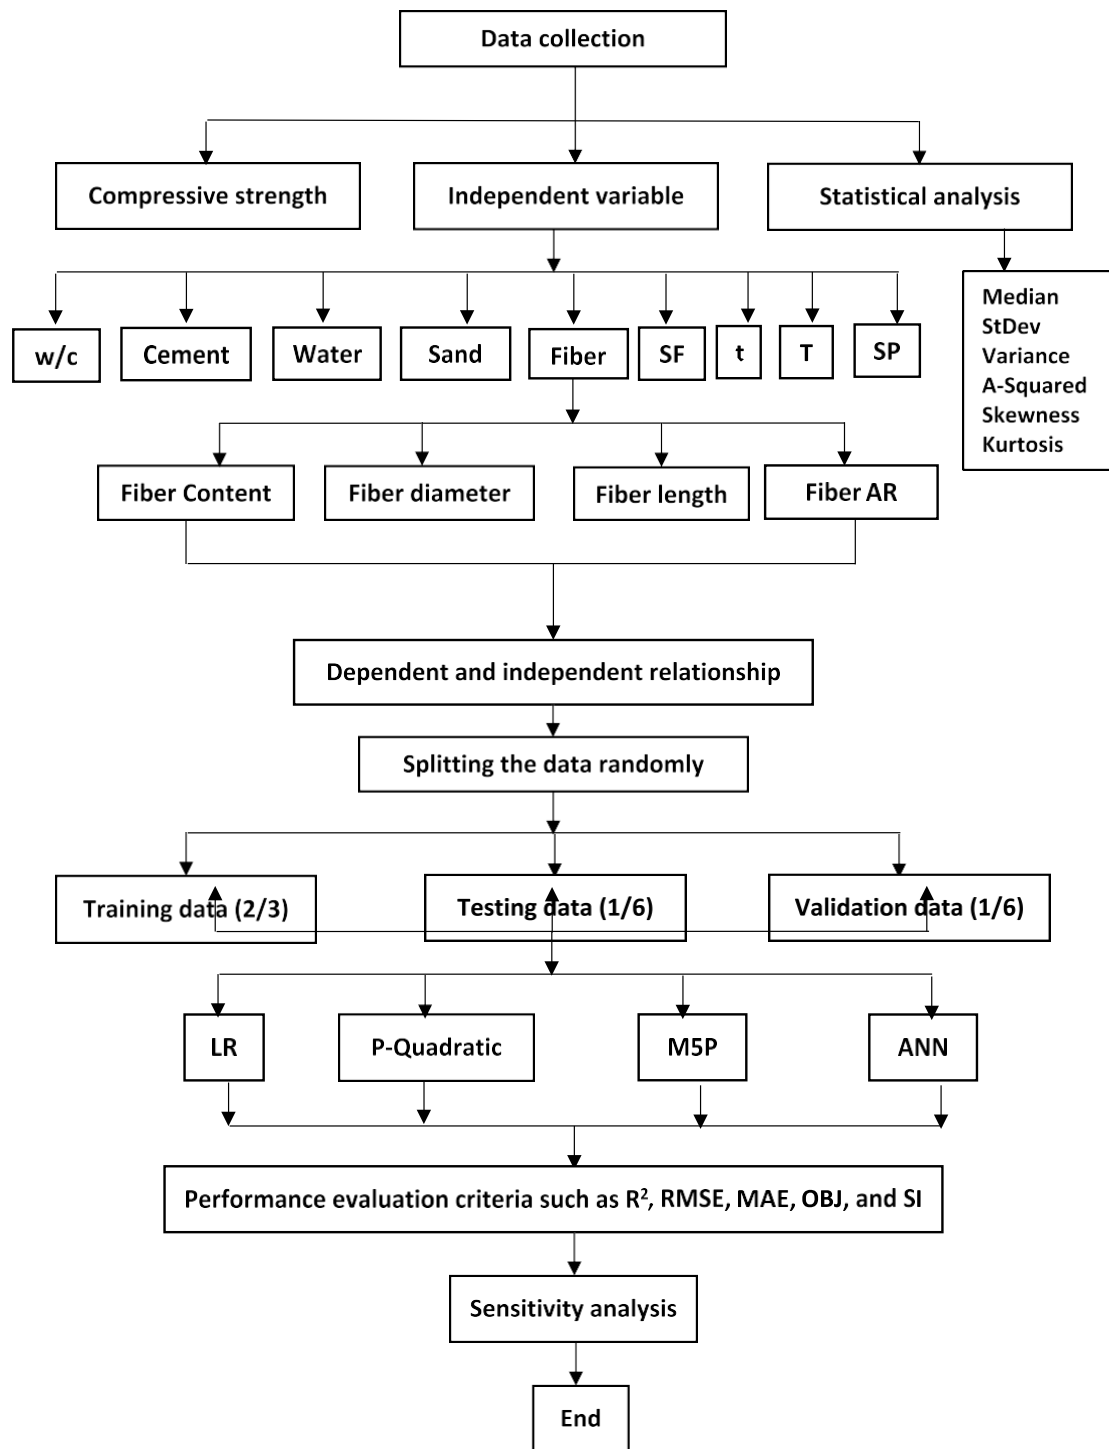 Data collection
Compressive strength
Independent variable
Statistical analysis
Median
StDev
Variance
A-Squared
Skewness
Kurtosis
w/c
Cement
Water
Sand
Fiber
SF
t
T
SP
Fiber Content
Fiber diameter
Fiber length
Fiber AR
Dependent and independent relationship
Splitting the data randomly
Training data (2/3)
Testing data (1/6)
Validation data (1/6)
LR
P-Quadratic
M5P
ANN
Performance evaluation criteria such as R², RMSE, MAE, OBJ, and SI
Sensitivity analysis
End